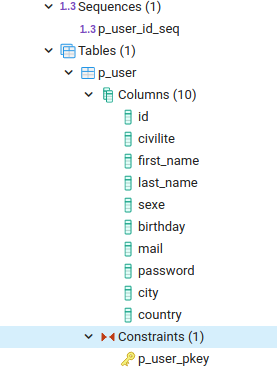 1.3 Sequences (1)
1.3 p_user_id_seq
Tables (1)
p_user
Columns (10)
id
civilite
first_name
last_name
sexe
birthday
mail
password
city
country
Constraints (1)
p_user_pkey